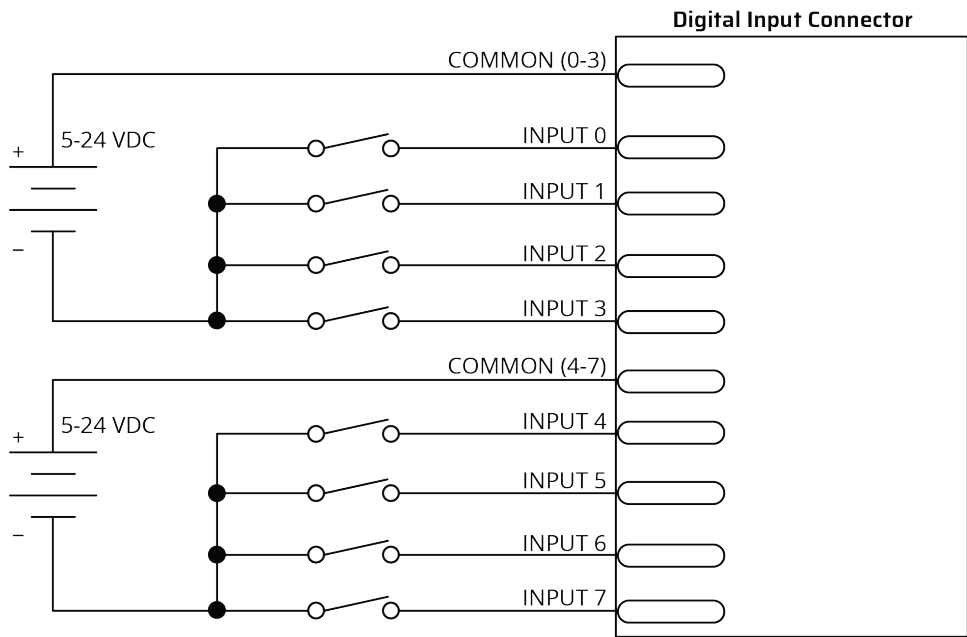 Digital Input Connector
COMMON (0-3)
5-24 VDC
+
INPUT 0
INPUT 1
INPUT 2
–
INPUT 3
COMMON (4-7)
5-24 VDC
+
INPUT 4
INPUT 5
–
INPUT 6
INPUT 7